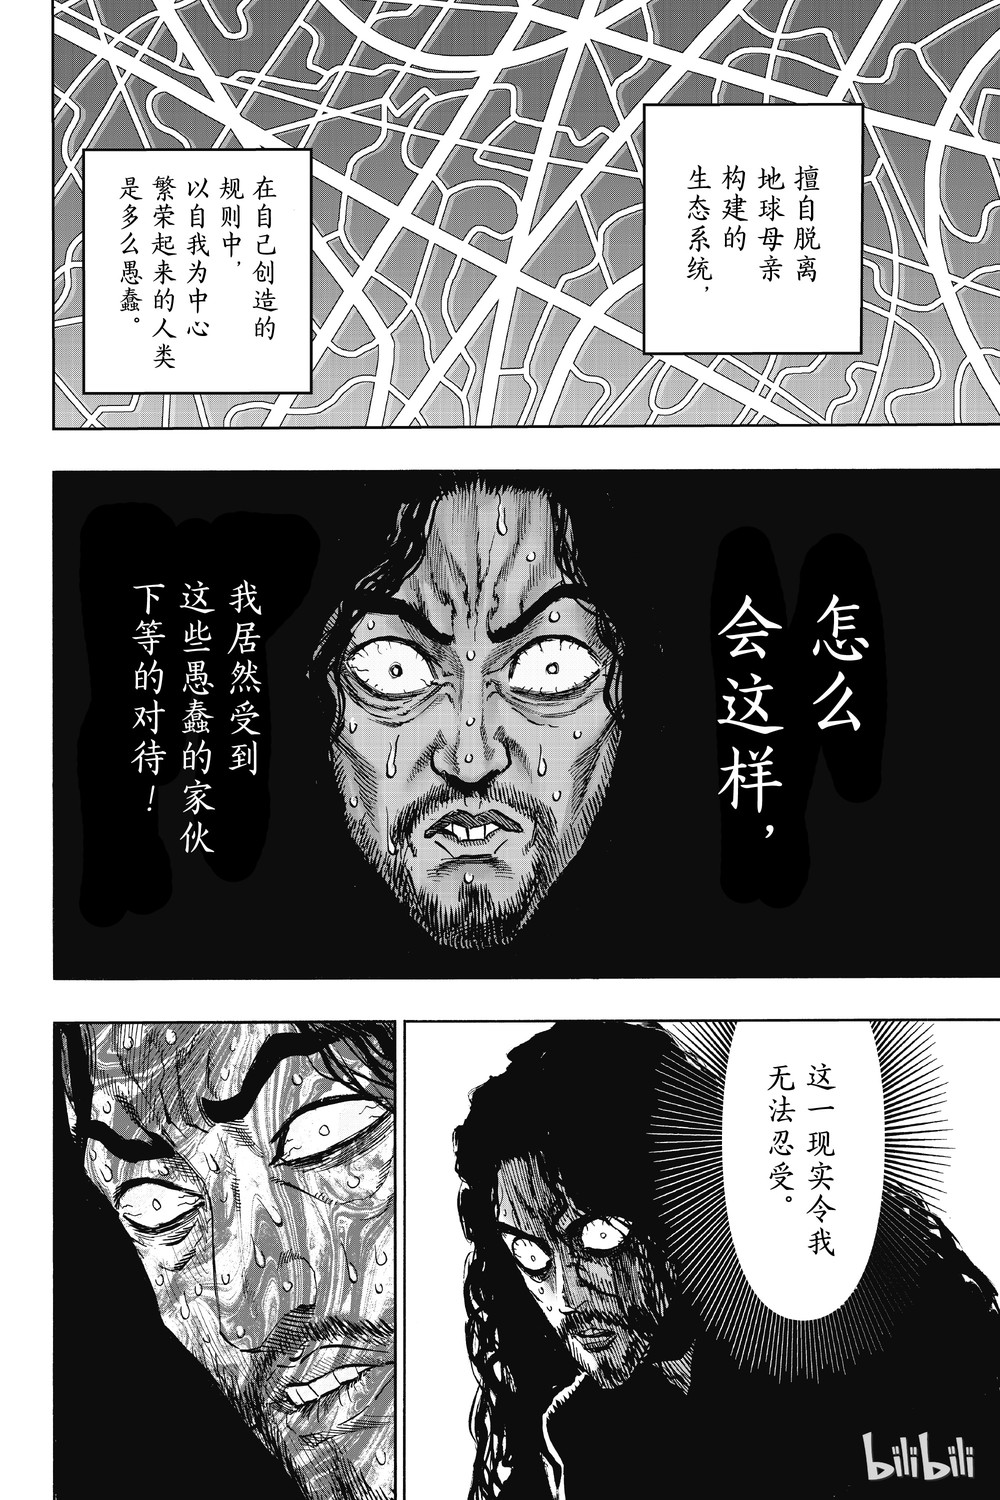 擅自脱离
地球母亲
构建的
生态系统，
在自己创造的
规则中，
以自我为中心
繁荣起来的人类
是多么愚蠢。
怎么
会这样，
我居然受到
这些愚蠢的家伙
下等的对待！
这一现实令我
无法忍受。
bilibili